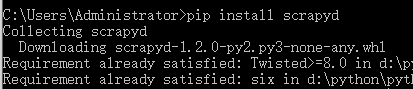 C:\Users\Administrator>pip install scrapyd
Collecting scrapyd
  Downloading scrapyd-1.2.0-py2.py3-none-any.whl
Requirement already satisfied: Twisted>=8.0 in d:\py
Requirement already satisfied: six in d:\python\pyth